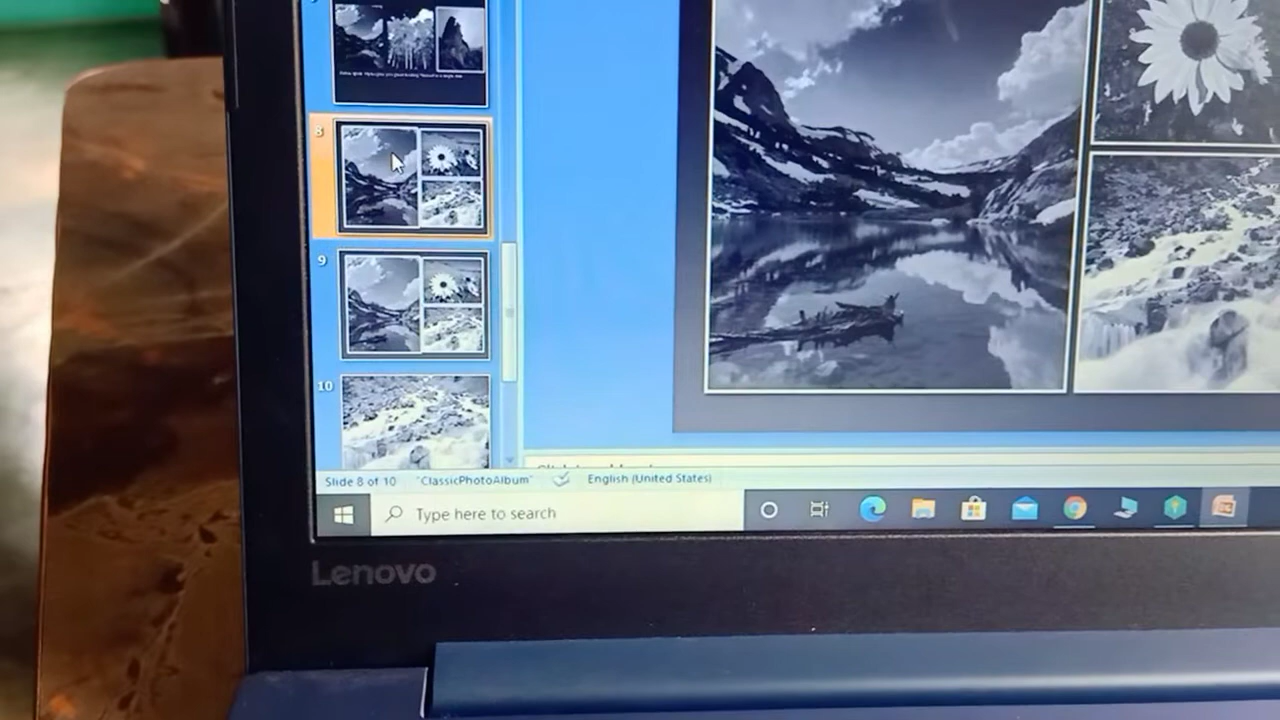 8
9
10
Slide 8 of 10 "ClassicPhotoAlbum" English (United States)
Type here to search
Lenovo